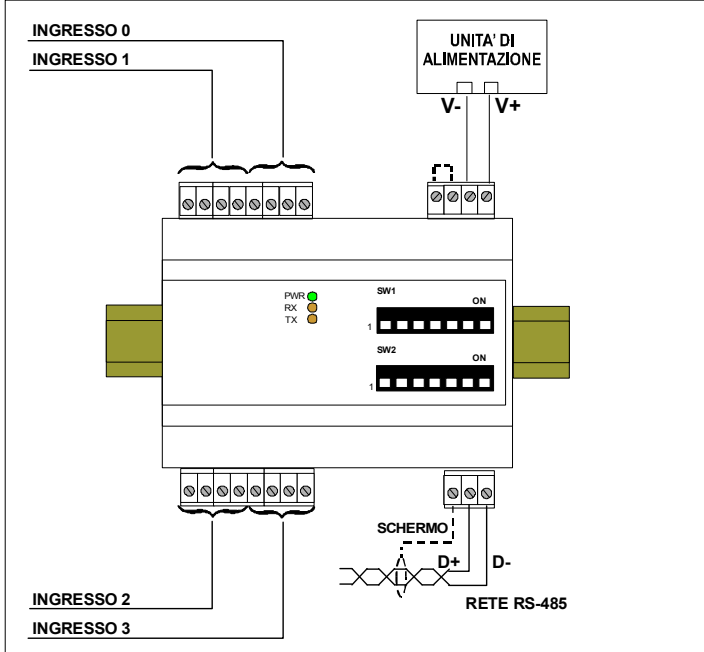 INGRESSO 0
INGRESSO 1
UNITA' DI
ALIMENTAZIONE
V- V+
PWR
RX
TX
SW1
ON
1
SW2
ON
1
SCHERMO
D+ D-
RETE RS-485
INGRESSO 2
INGRESSO 3